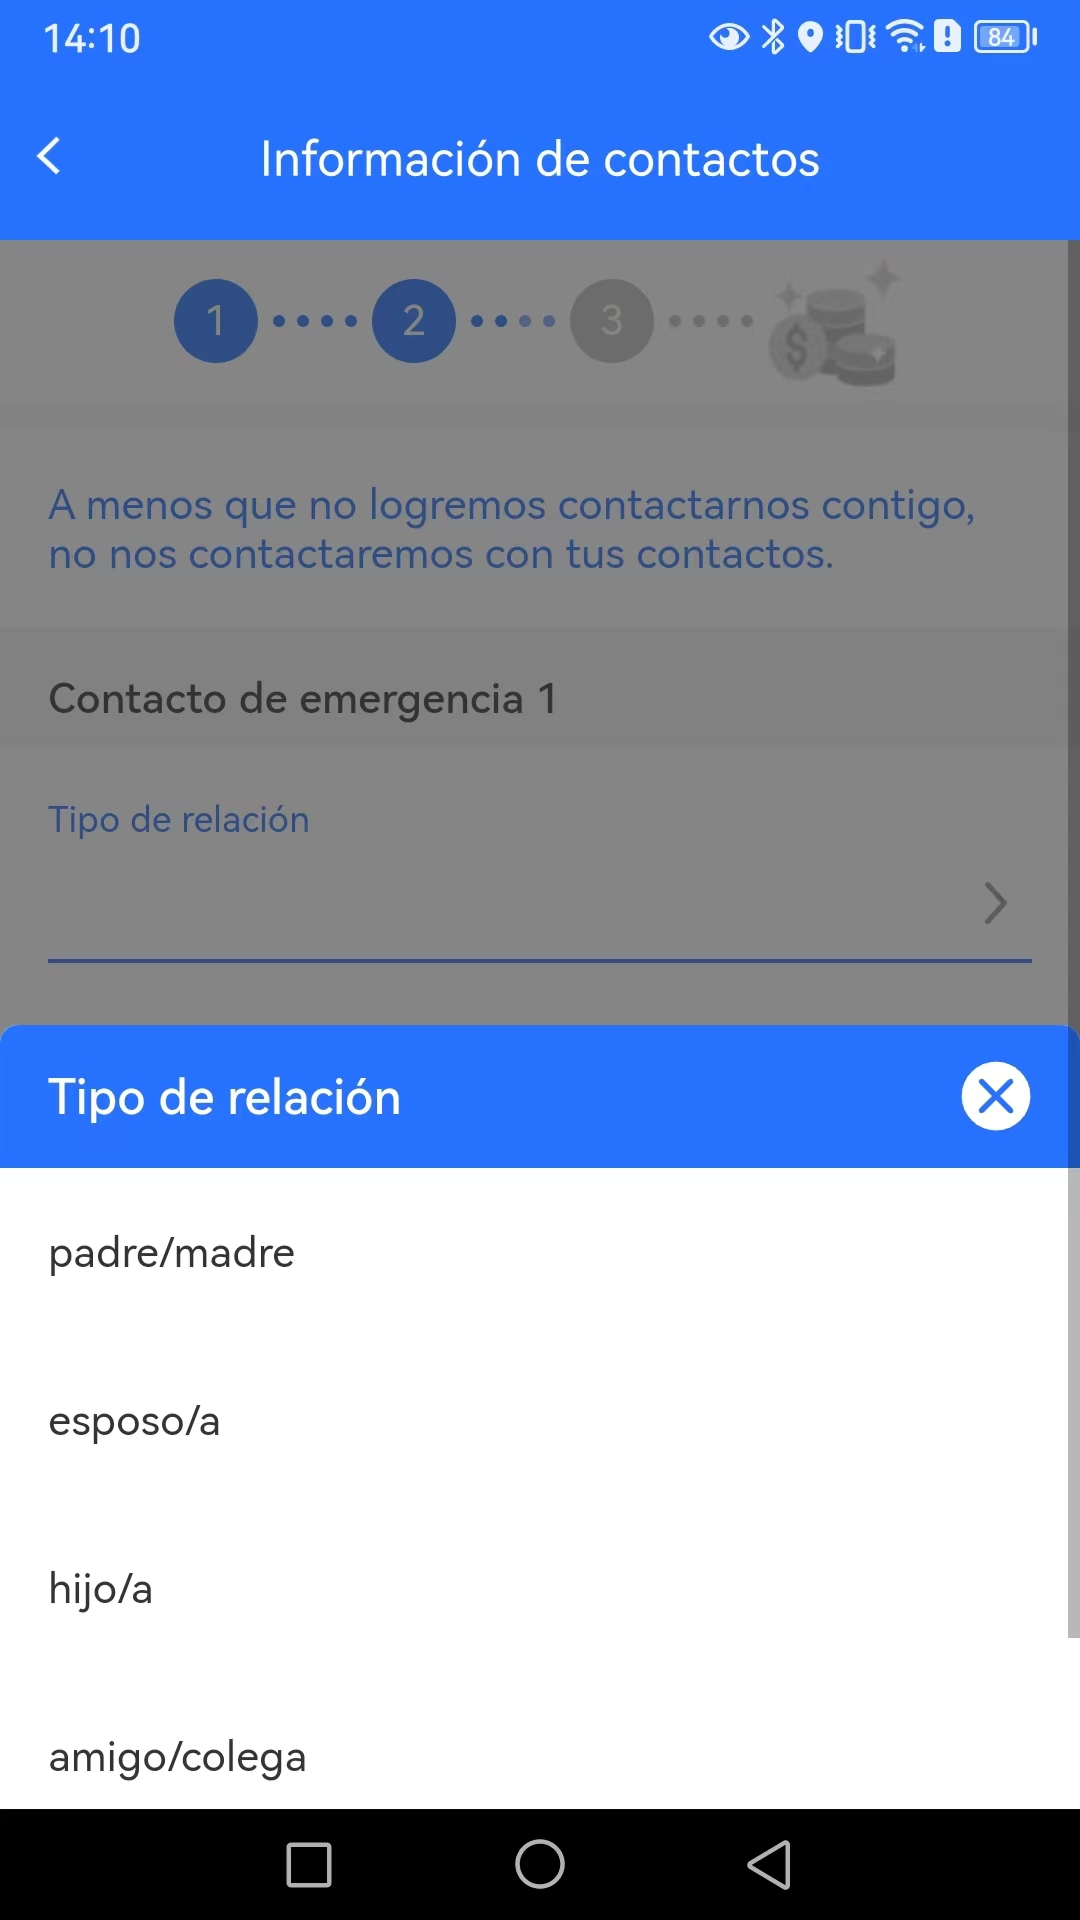 14:10
84
Información de contactos
1
2
3
$
A menos que no logremos contactarnos contigo,
no nos contactaremos con tus contactos.
Contacto de emergencia 1
Tipo de relación
Tipo de relación
padre/madre
esposo/a
hijo/a
amigo/colega